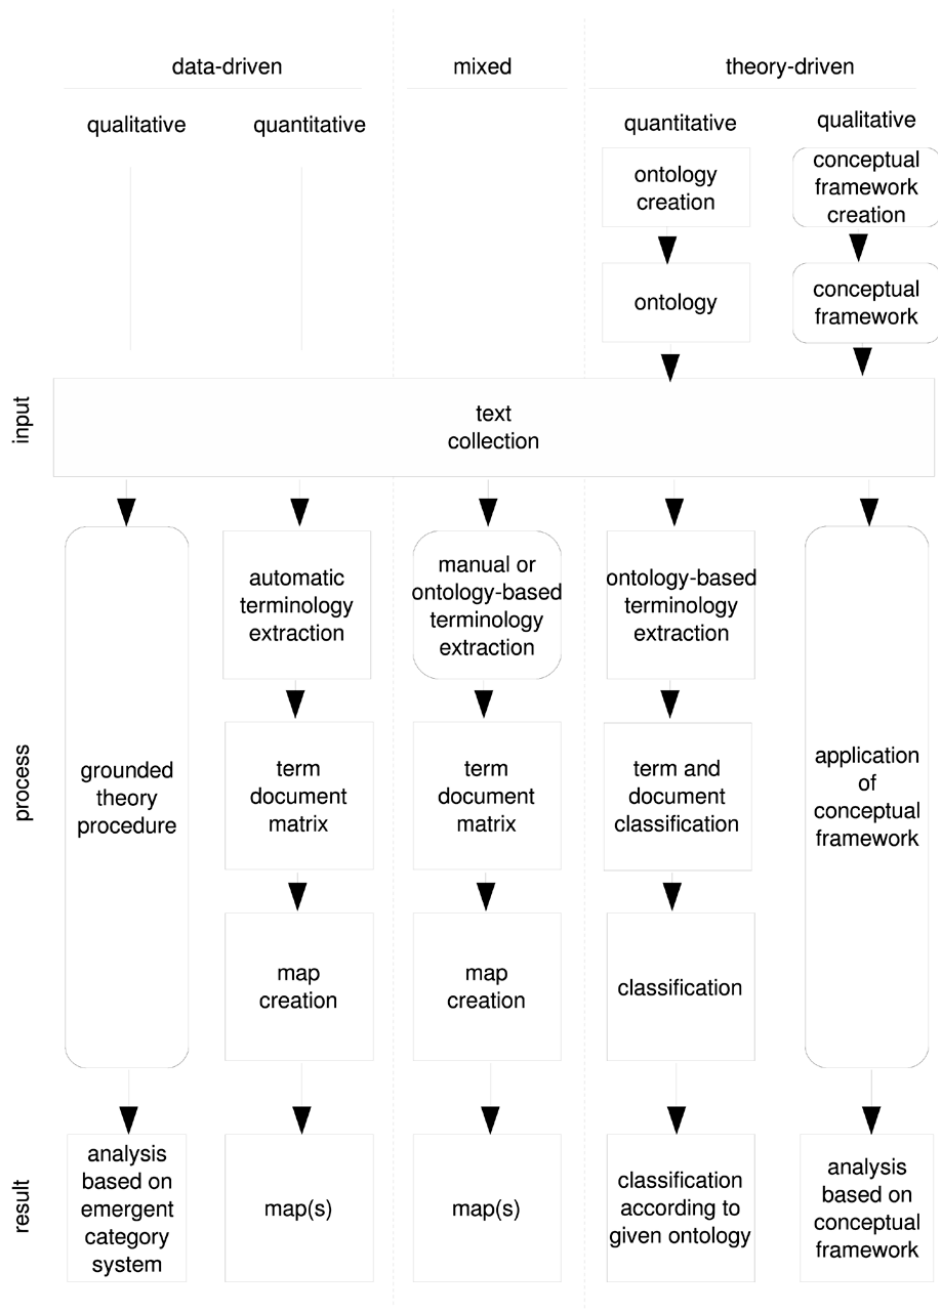 data-driven
mixed
theory-driven
qualitative
quantitative
quantitative
qualitative
ontology
creation
conceptual
framework
creation
ontology
conceptual
framework
input
text
collection
process
grounded
theory
procedure
automatic
terminology
extraction
manual or
ontology-based
terminology
extraction
ontology-based
terminology
extraction
application
of
conceptual
framework
term
document
matrix
term
document
matrix
term and
document
classification
map
creation
map
creation
classification
result
analysis
based on
emergent
category
system
map(s)
map(s)
classification
according to
given ontology
analysis
based on
conceptual
framework